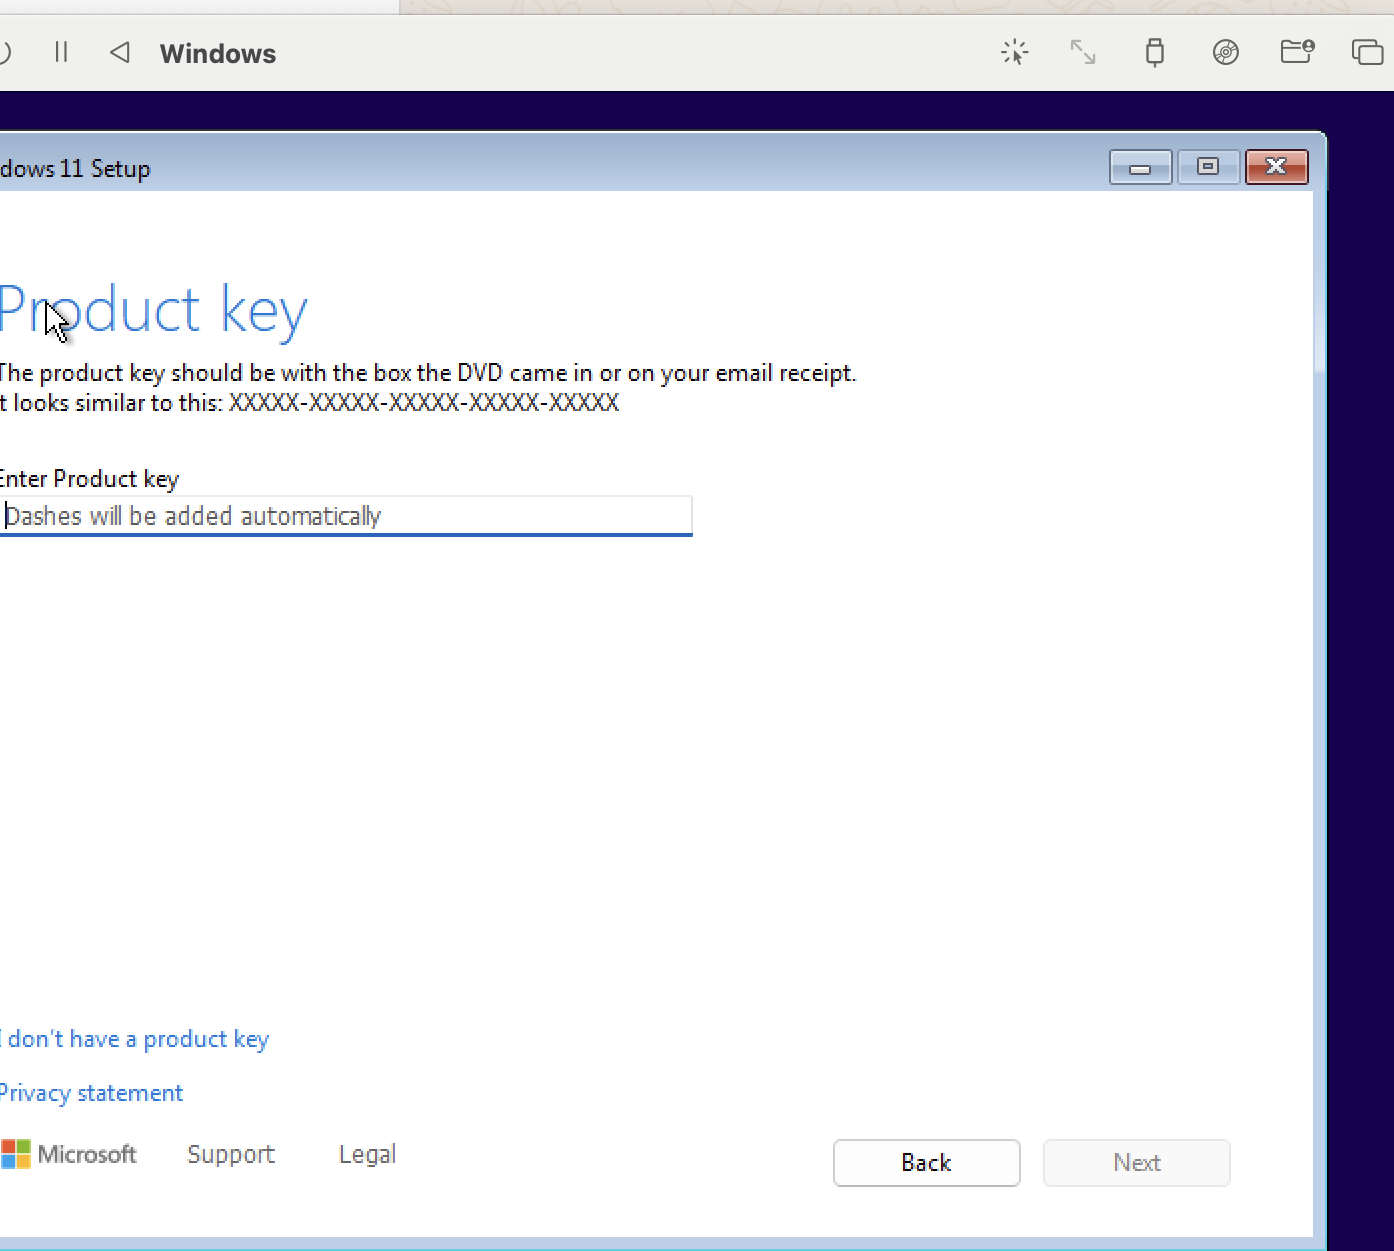 Windows
dows 11 Setup
Product key
The product key should be with the box the DVD came in or on your email receipt.
t looks similar to this: XXXXX-XXXXX-XXXXX-XXXXX-XXXXX
Enter Product key
Dashes will be added automatically
I don't have a product key
Privacy statement
Microsoft Support Legal
Back Next